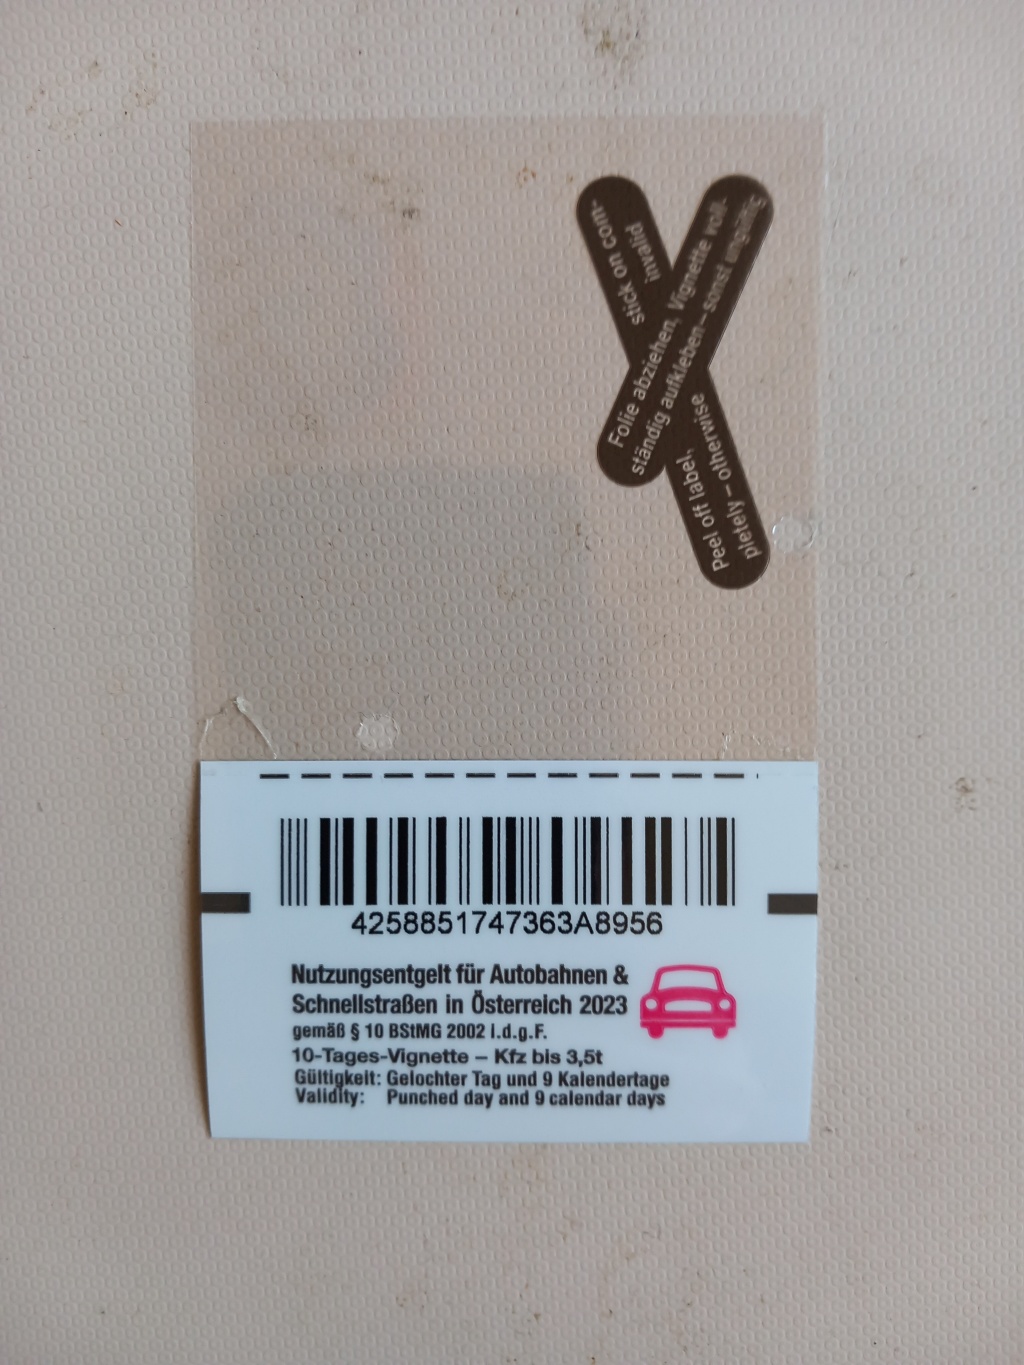 stick on com-
invalid
Folie abziehen, Vignette voll-
ständig aufkleben – sonst ungültig
Peel off label,
pletely – otherwise
4258851747363A8956
Nutzungsentgelt für Autobahnen &
Schnellstraßen in Österreich 2023
gemäß § 10 BStMG 2002 i.d.g.F.
10-Tages-Vignette – Kfz bis 3,5t
Gültigkeit: Gelochter Tag und 9 Kalendertage
Validity: Punched day and 9 calendar days